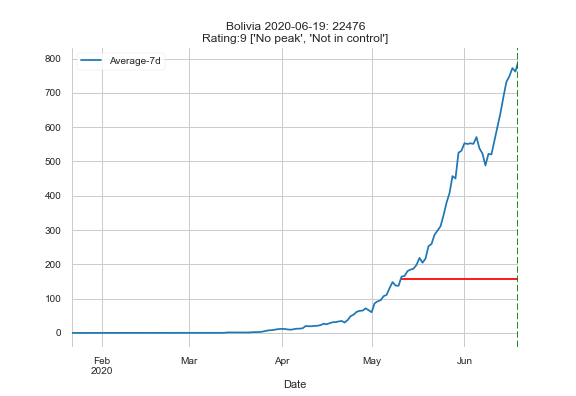 Bolivia 2020-06-19: 22476
Rating:9 ['No peak', 'Not in control']
Average-7d
800
700
600
500
400
300
200
100
0
Feb
2020
Mar
Apr
May
Jun
Date